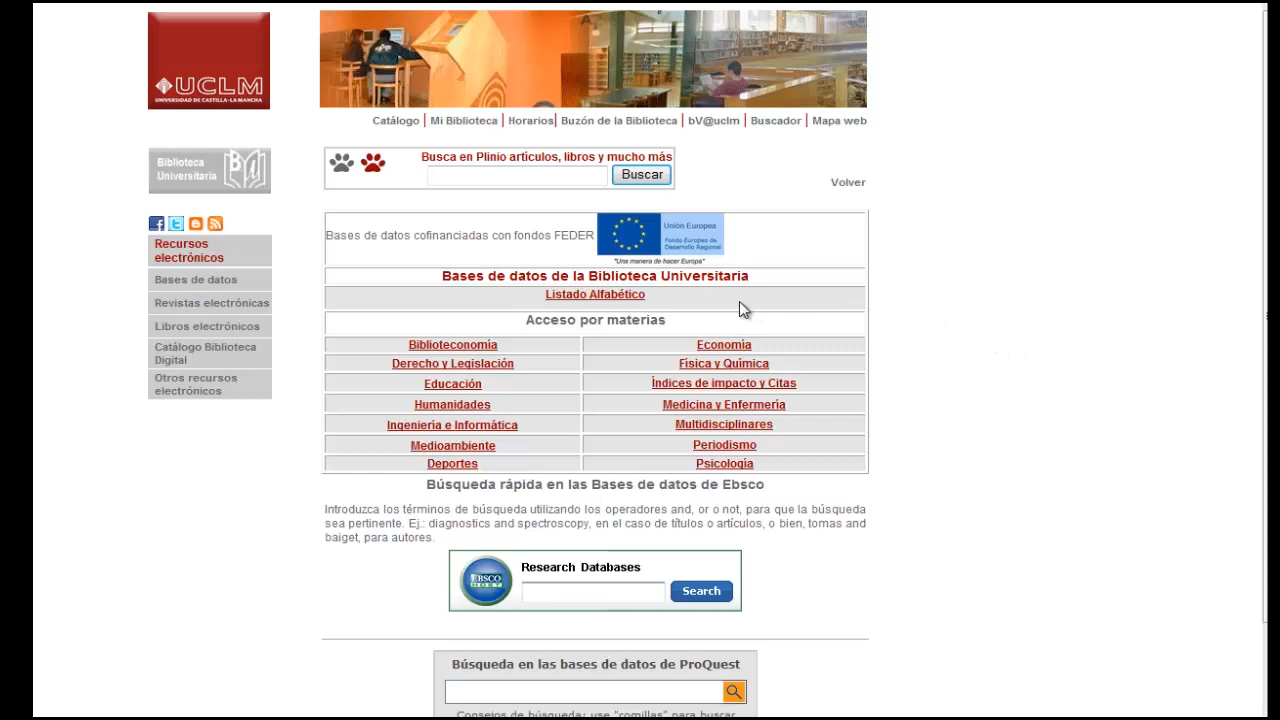 UCLM
UNIVERSIDAD DE CASTILLA-LA MANCHA
Catálogo | Mi Biblioteca | Horarios| Buzón de la Biblioteca | bV@uclm | Buscador | Mapa web
Biblioteca
Universitaria
Busca en Plinio artículos, libros y mucho más
Buscar
Volver
Recursos
electrónicos
Bases de datos
Revistas electrónicas
Libros electrónicos
Catálogo Biblioteca
Digital
Otros recursos
electrónicos
Bases de datos cofinanciadas con fondos FEDER
Unión Europea
Fondo Europeo de
Desarrollo Regional
"Una manera de hacer Europa"
Bases de datos de la Biblioteca Universitaria
Listado Alfabético
Acceso por materias
Biblioteconomía Economía
Derecho y Legislación Física y Química
Educación Índices de impacto y Citas
Humanidades Medicina y Enfermería
Ingeniería e Informática Multidisciplinares
Medioambiente Periodismo
Deportes Psicología
Búsqueda rápida en las Bases de datos de Ebsco
Introduzca los términos de búsqueda utilizando los operadores and, or o not, para que la búsqueda
sea pertinente. Ej.: diagnostics and spectroscopy, en el caso de títulos o artículos, o bien, tomas and
baiget, para autores.
EBSCO
HOST
Research Databases
Search
Búsqueda en las bases de datos de ProQuest
Consejos de búsqueda: use "comillas" para buscar